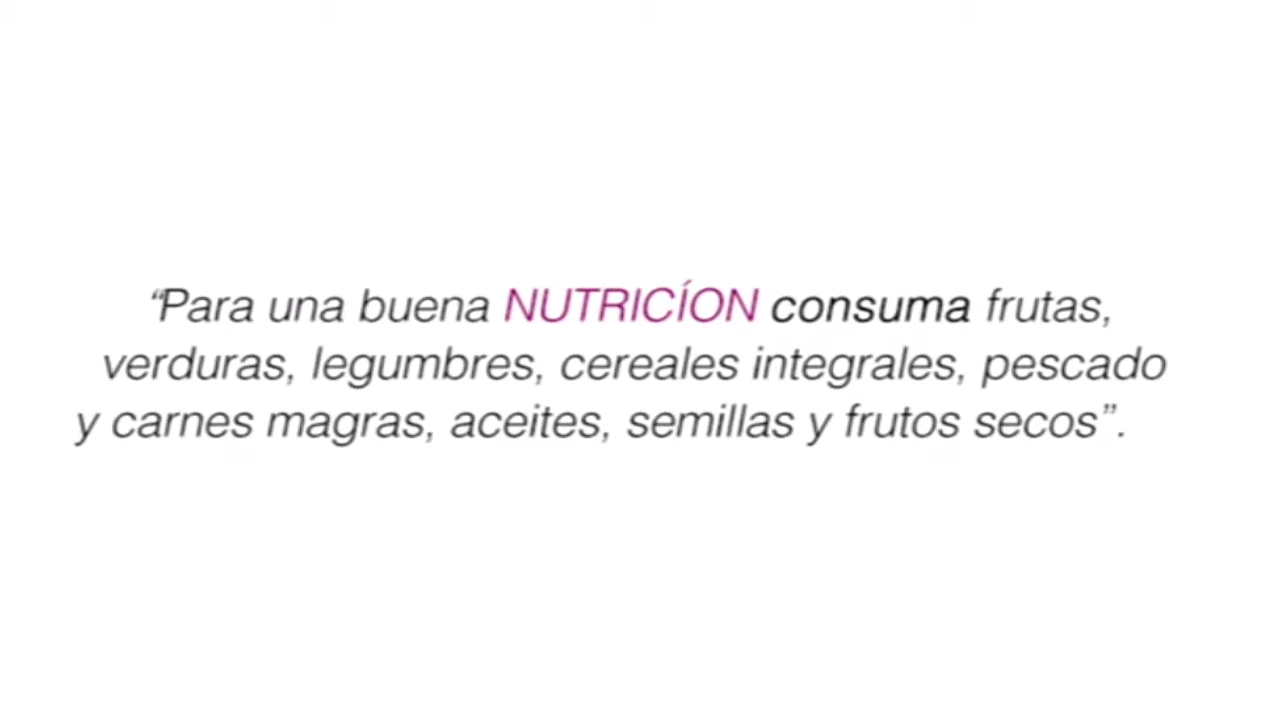 “Para una buena NUTRICÍON consuma frutas,
verduras, legumbres, cereales integrales, pescado
y carnes magras, aceites, semillas y frutos secos”.